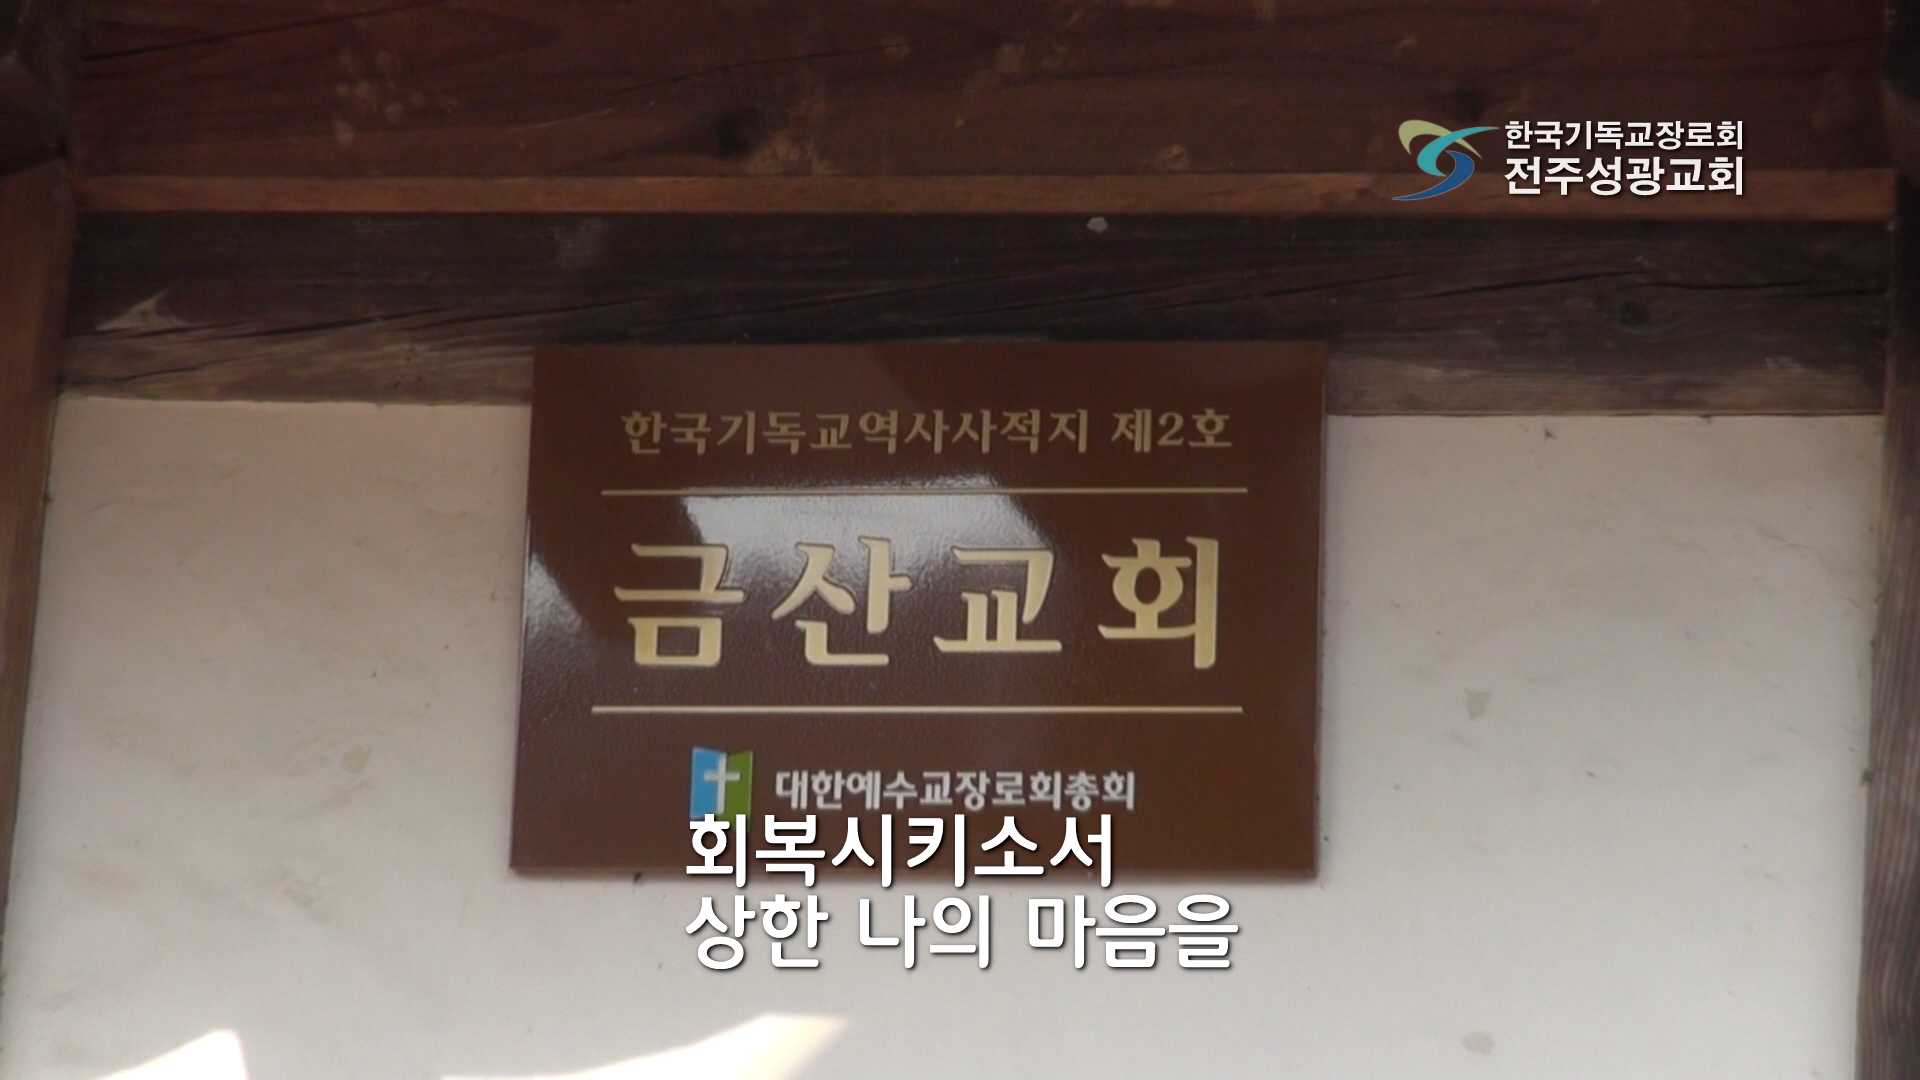 한국기독교장로회
전주성광교회
한국기독교역사사적지 제2호
금산교회
대한예수교장로회총회
회복시키소서
상한 나의 마음을